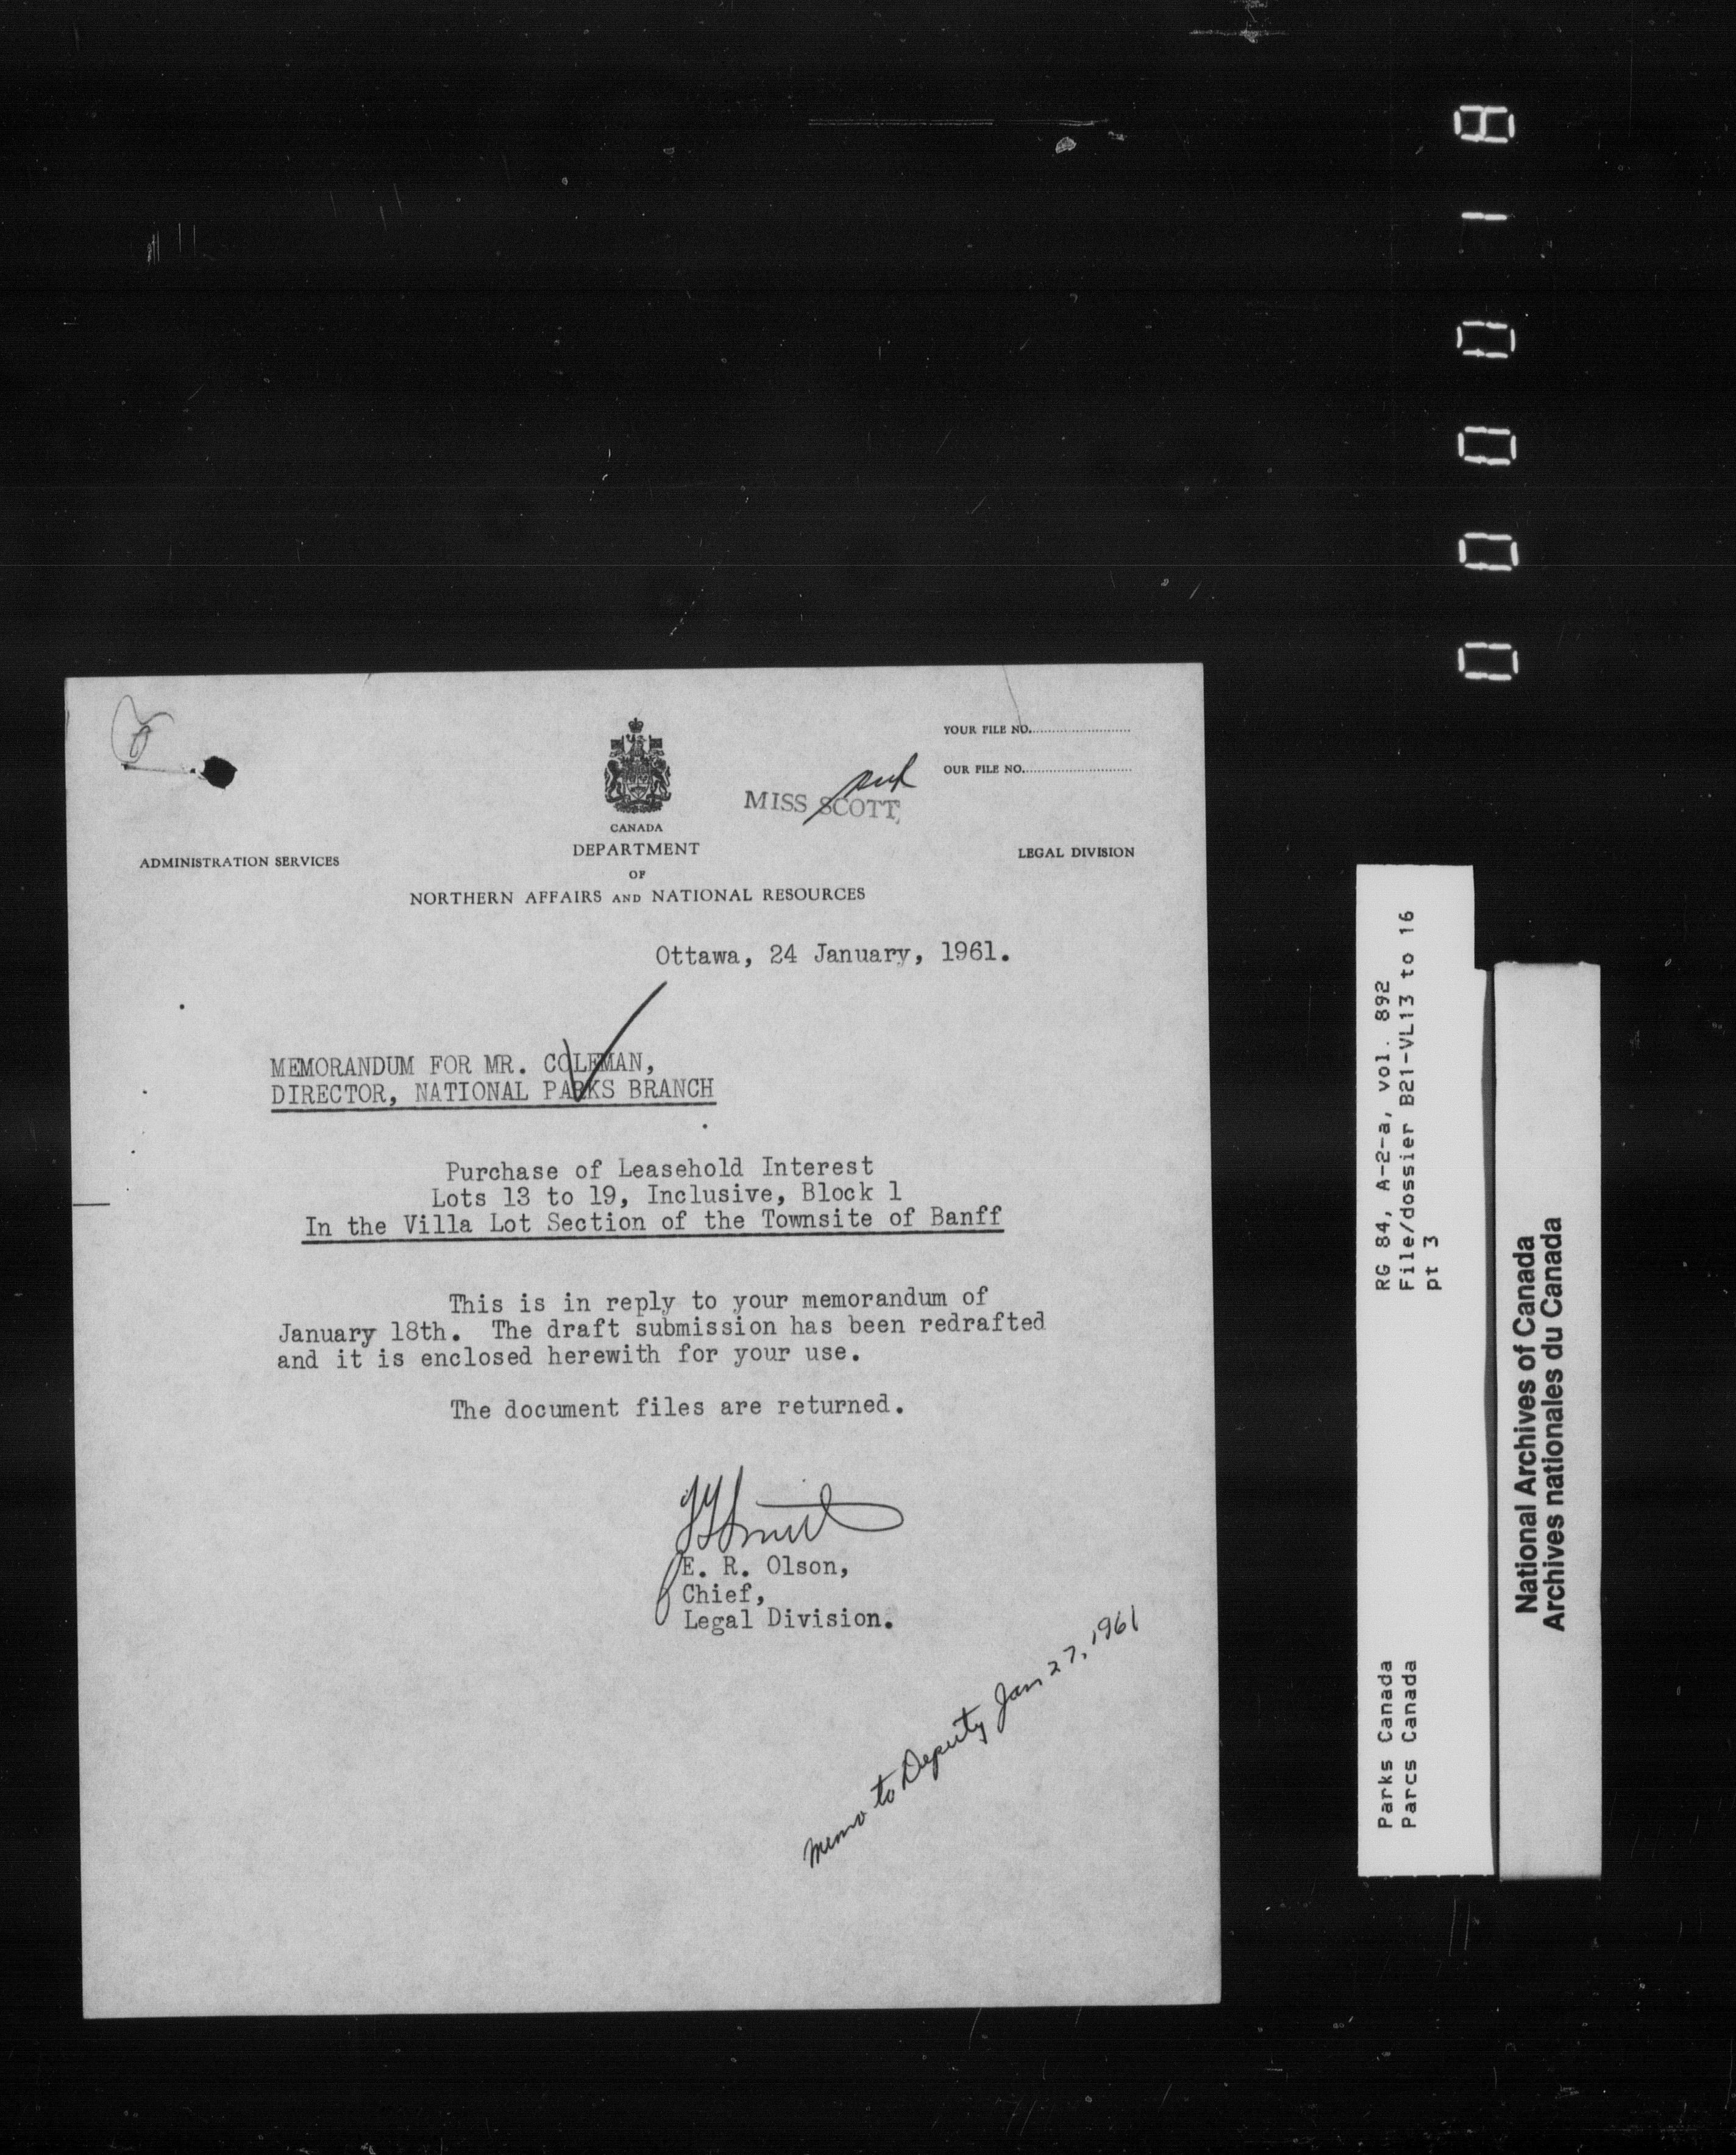 YOUR FILE NO.
OUR FILE NO.
MISS SCOTT
CANADA
ADMINISTRATION SERVICES
DEPARTMENT
LEGAL DIVISION
OF
NORTHERN AFFAIRS AND NATIONAL RESOURCES
Ottawa, 24 January, 1961.
MEMORANDUM FOR MR. COLEMAN,
DIRECTOR, NATIONAL PARKS BRANCH
Purchase of Leasehold Interest
Lots 13 to 19, Inclusive, Block 1
In the Villa Lot Section of the Townsite of Banff
This is in reply to your memorandum of
January 18th. The draft submission has been redrafted
and it is enclosed herewith for your use.
The document files are returned.
E. R. Olson,
Chief,
Legal Division.
Memo to Deputy Jan 27, 1961
RG 84, A-2-a, vol. 892
File/dossier B21-VL13 to 16
pt 3
Parks Canada
Parcs Canada
National Archives of Canada
Archives nationales du Canada